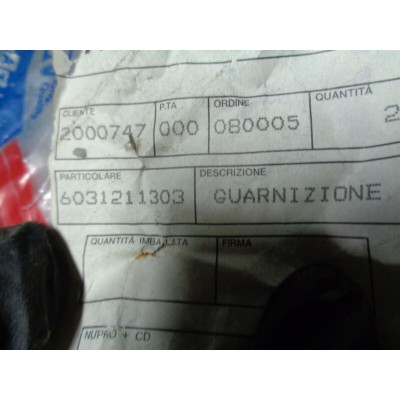 CLIENTE P.TA ORDINE QUANTITÀ
2000747 000 080005 2
PARTICOLARE DESCRIZIONE
6031211303 GUARNIZIONE
QUANTITÀ IMBALLATA FIRMA
NUPRO + CD